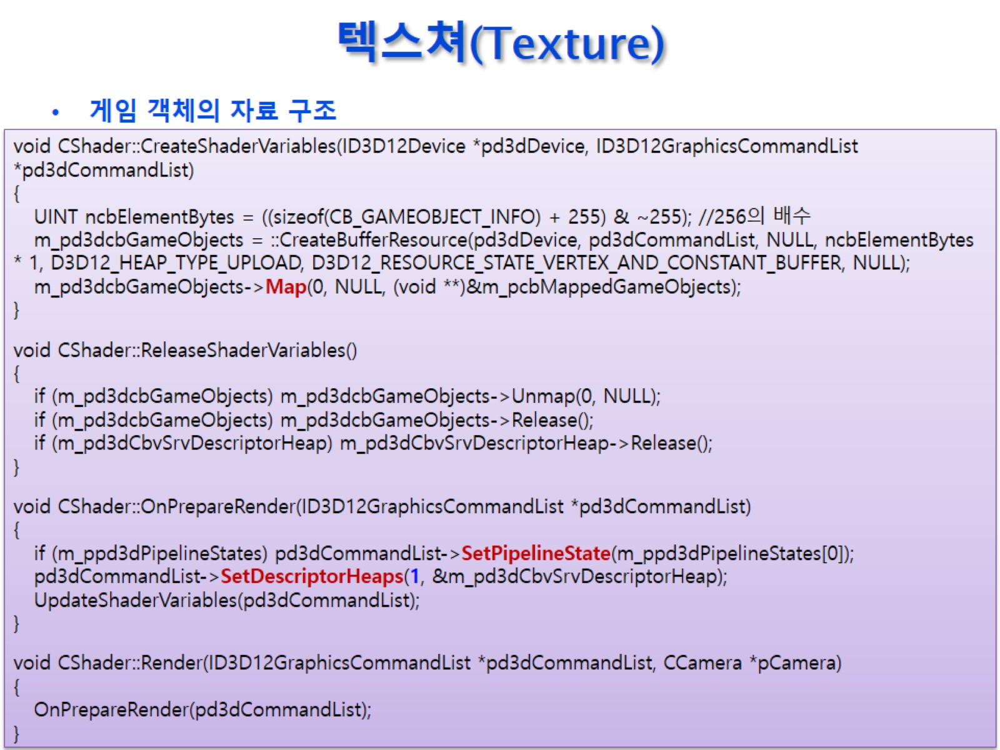 텍스쳐(Texture)
• 게임 객체의 자료 구조
void CShader::CreateShaderVariables(ID3D12Device *pd3dDevice, ID3D12GraphicsCommandList
*pd3dCommandList)
{
UINT ncbElementBytes = ((sizeof(CB_GAMEOBJECT_INFO) + 255) & ~255); //256의 배수
m_pd3dcbGameObjects = ::CreateBufferResource(pd3dDevice, pd3dCommandList, NULL, ncbElementBytes
* 1, D3D12_HEAP_TYPE_UPLOAD, D3D12_RESOURCE_STATE_VERTEX_AND_CONSTANT_BUFFER, NULL);
m_pd3dcbGameObjects->Map(0, NULL, (void **)&m_pcbMappedGameObjects);
}
void CShader::ReleaseShaderVariables()
{
if (m_pd3dcbGameObjects) m_pd3dcbGameObjects->Unmap(0, NULL);
if (m_pd3dcbGameObjects) m_pd3dcbGameObjects->Release();
if (m_pd3dCbvSrvDescriptorHeap) m_pd3dCbvSrvDescriptorHeap->Release();
}
void CShader::OnPrepareRender(ID3D12GraphicsCommandList *pd3dCommandList)
{
if (m_ppd3dPipelineStates) pd3dCommandList->SetPipelineState(m_ppd3dPipelineStates[0]);
pd3dCommandList->SetDescriptorHeaps(1, &m_pd3dCbvSrvDescriptorHeap);
UpdateShaderVariables(pd3dCommandList);
}
void CShader::Render(ID3D12GraphicsCommandList *pd3dCommandList, CCamera *pCamera)
{
OnPrepareRender(pd3dCommandList);
}